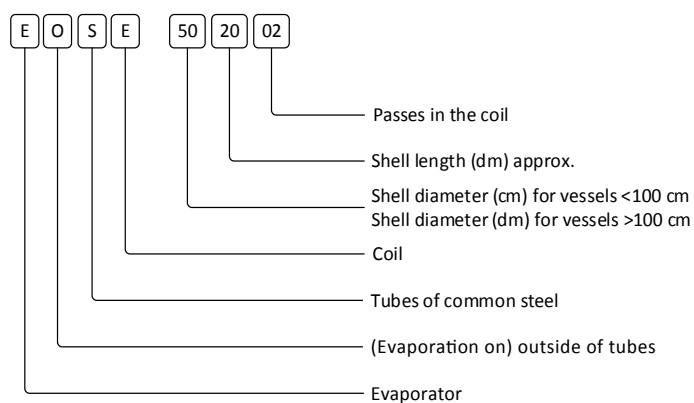 E O S E 50 20 02
Passes in the coil
Shell length (dm) approx.
Shell diameter (cm) for vessels <100 cm
Shell diameter (dm) for vessels >100 cm
Coil
Tubes of common steel
(Evaporation on) outside of tubes
Evaporator